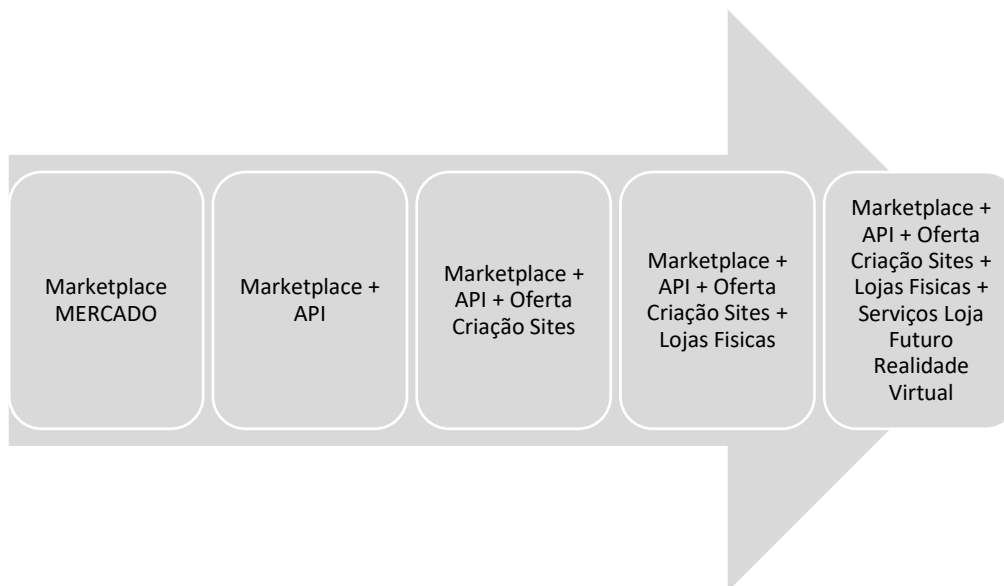 Marketplace
MERCADO
Marketplace +
API
Marketplace +
API + Oferta
Criação Sites
Marketplace +
API + Oferta
Criação Sites +
Lojas Fisicas
Marketplace +
API + Oferta
Criação Sites +
Lojas Fisicas +
Serviços Loja
Futuro
Realidade
Virtual